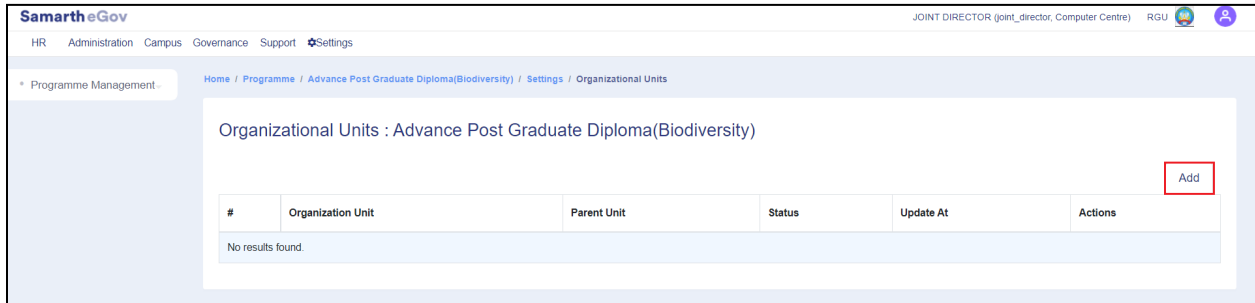 SamartheGov
JOINT DIRECTOR (joint_director, Computer Centre) RGU
HR Administration Campus Governance Support Settings
Programme Management
Home / Programme / Advance Post Graduate Diploma(Biodiversity) / Settings / Organizational Units
Organizational Units : Advance Post Graduate Diploma(Biodiversity)
Add
# Organization Unit Parent Unit Status Update At Actions
No results found.